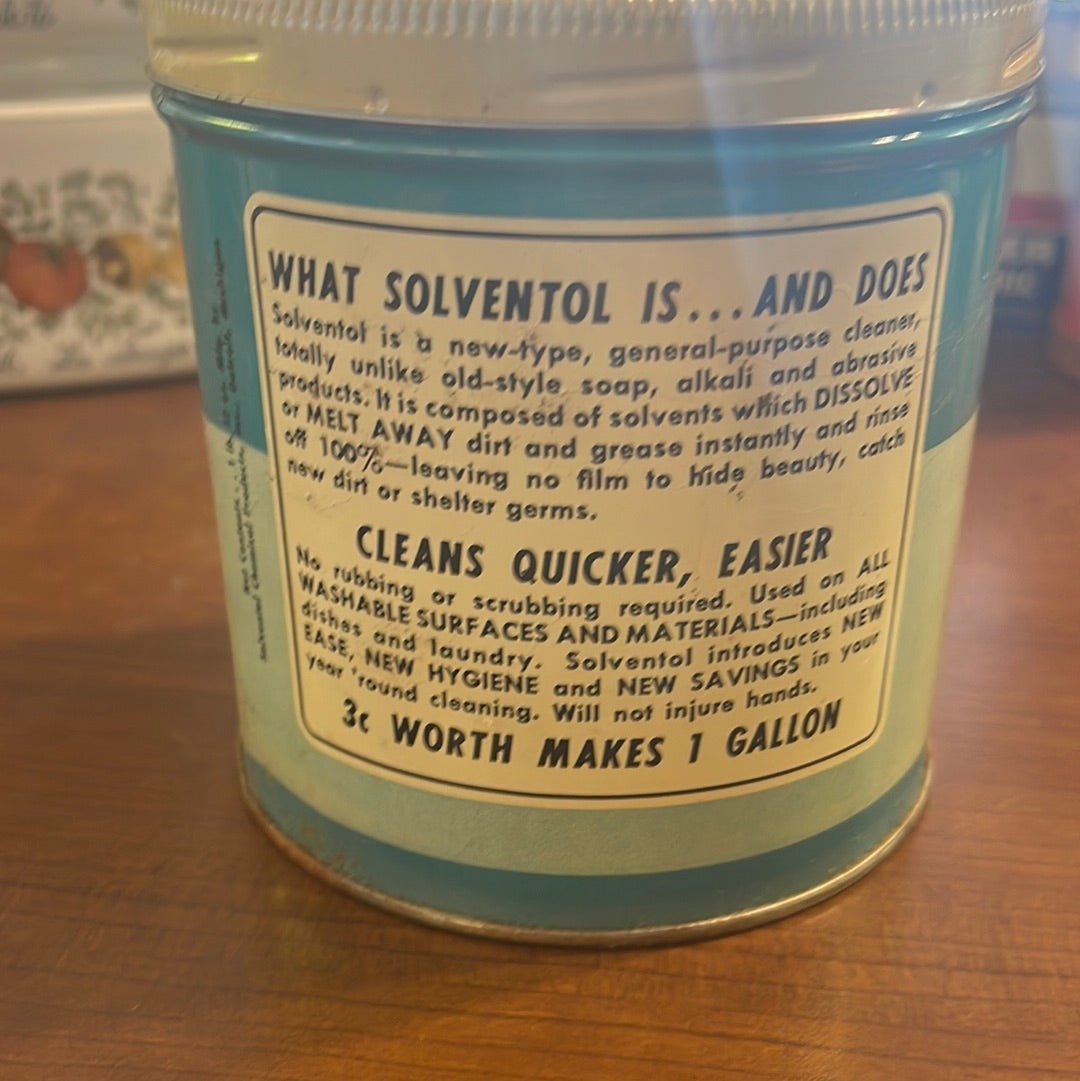 WHAT SOLVENTOL IS...AND DOES
Solventol is a new-type, general-purpose cleaner,
totally unlike old-style soap, alkali and abrasive
products. It is composed of solvents which DISSOLVE
or MELT AWAY dirt and grease instantly and rinse
off 100%—leaving no film to hide beauty, catch
new dirt or shelter germs.
CLEANS QUICKER, EASIER
No rubbing or scrubbing required. Used on ALL
WASHABLE SURFACES AND MATERIALS—including
dishes and laundry. Solventol introduces NEW
EASE, NEW HYGIENE and NEW SAVINGS in your
year 'round cleaning. Will not injure hands.
3c WORTH MAKES 1 GALLON